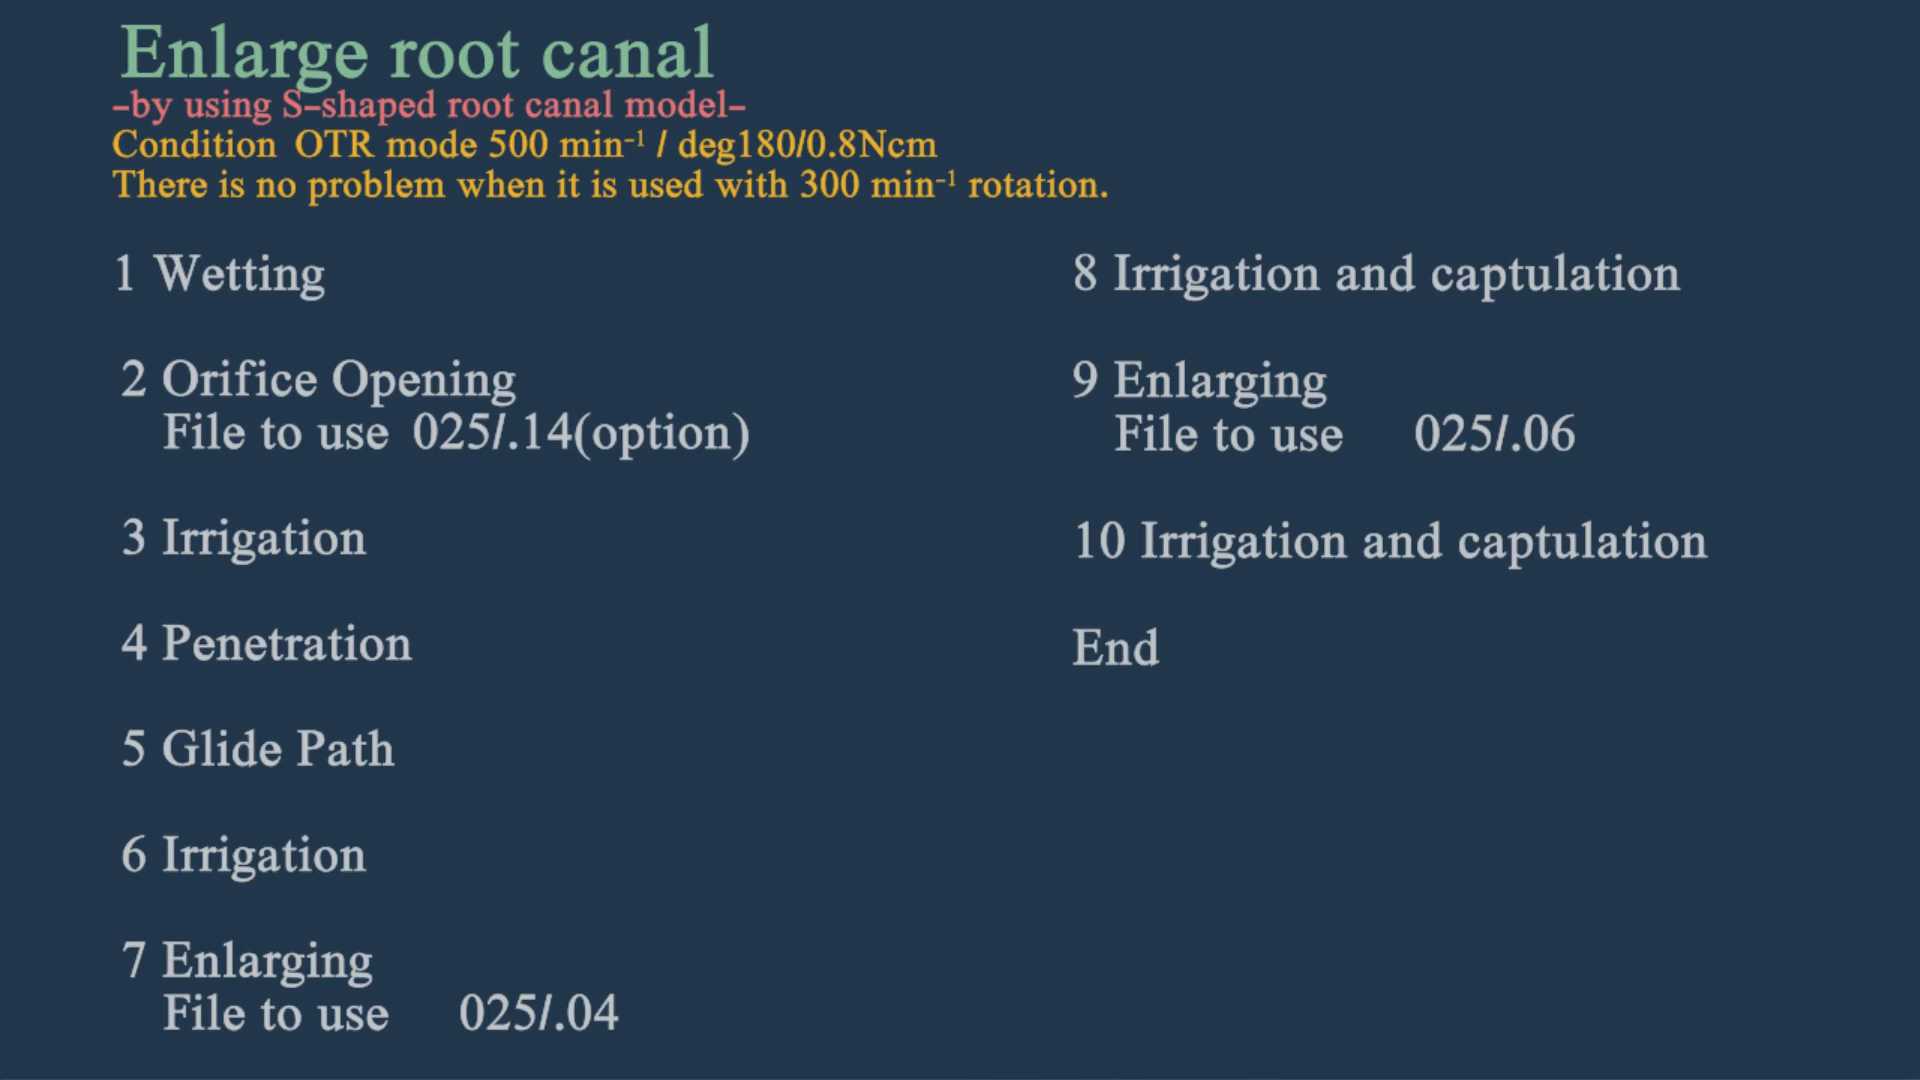 Enlarge root canal
-by using S-shaped root canal model-
Condition OTR mode 500 min⁻¹ / deg180/0.8Ncm
There is no problem when it is used with 300 min⁻¹ rotation.
1 Wetting
2 Orifice Opening
File to use 025/.14(option)
3 Irrigation
4 Penetration
5 Glide Path
6 Irrigation
7 Enlarging
File to use 025/.04
8 Irrigation and captulation
9 Enlarging
File to use 025/.06
10 Irrigation and captulation
End